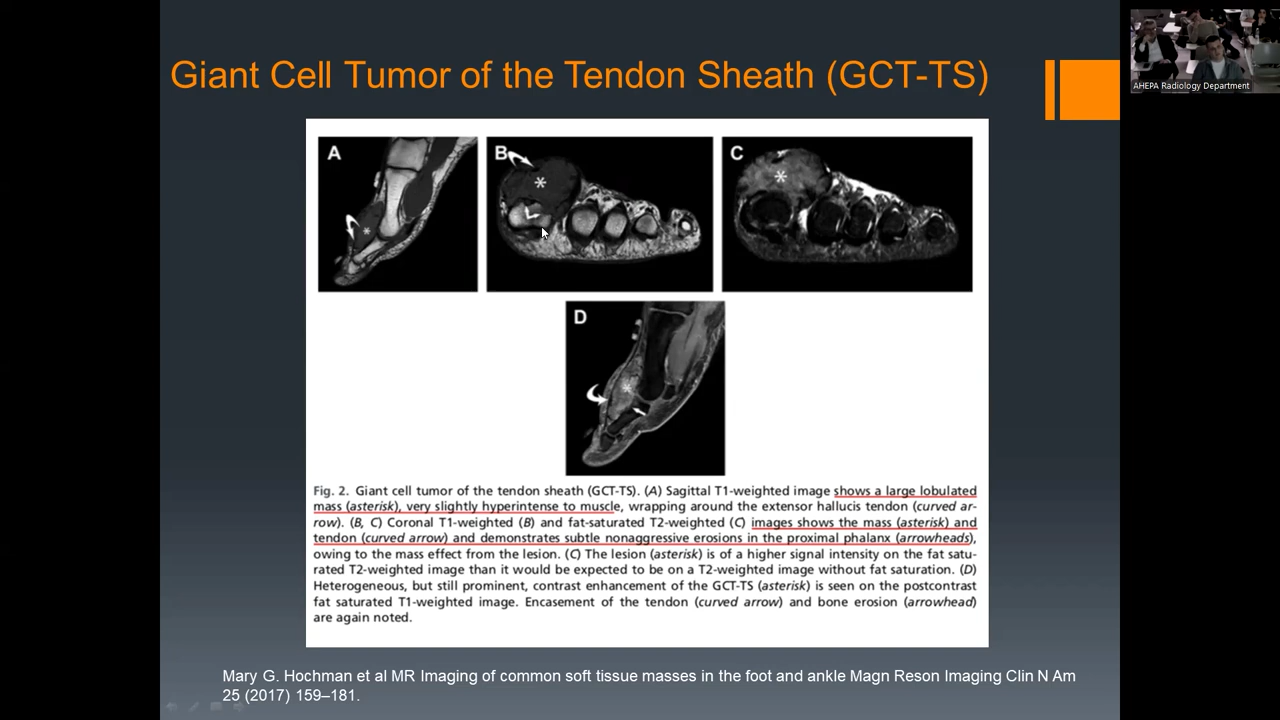 Giant Cell Tumor of the Tendon Sheath (GCT-TS)
AHEPA Radiology Department
A
B
C
D
Fig. 2. Giant cell tumor of the tendon sheath (GCT-TS). (A) Sagittal T1-weighted image shows a large lobulated
mass (asterisk), very slightly hyperintense to muscle, wrapping around the extensor hallucis tendon (curved ar-
row). (B, C) Coronal T1-weighted (B) and fat-saturated T2-weighted (C) images shows the mass (asterisk) and
tendon (curved arrow) and demonstrates subtle nonaggressive erosions in the proximal phalanx (arrowheads),
owing to the mass effect from the lesion. (C) The lesion (asterisk) is of a higher signal intensity on the fat satu-
rated T2-weighted image than it would be expected to be on a T2-weighted image without fat saturation. (D)
Heterogeneous, but still prominent, contrast enhancement of the GCT-TS (asterisk) is seen on the postcontrast
fat saturated T1-weighted image. Encasement of the tendon (curved arrow) and bone erosion (arrowhead)
are again noted.
Mary G. Hochman et al MR Imaging of common soft tissue masses in the foot and ankle Magn Reson Imaging Clin N Am
25 (2017) 159–181.